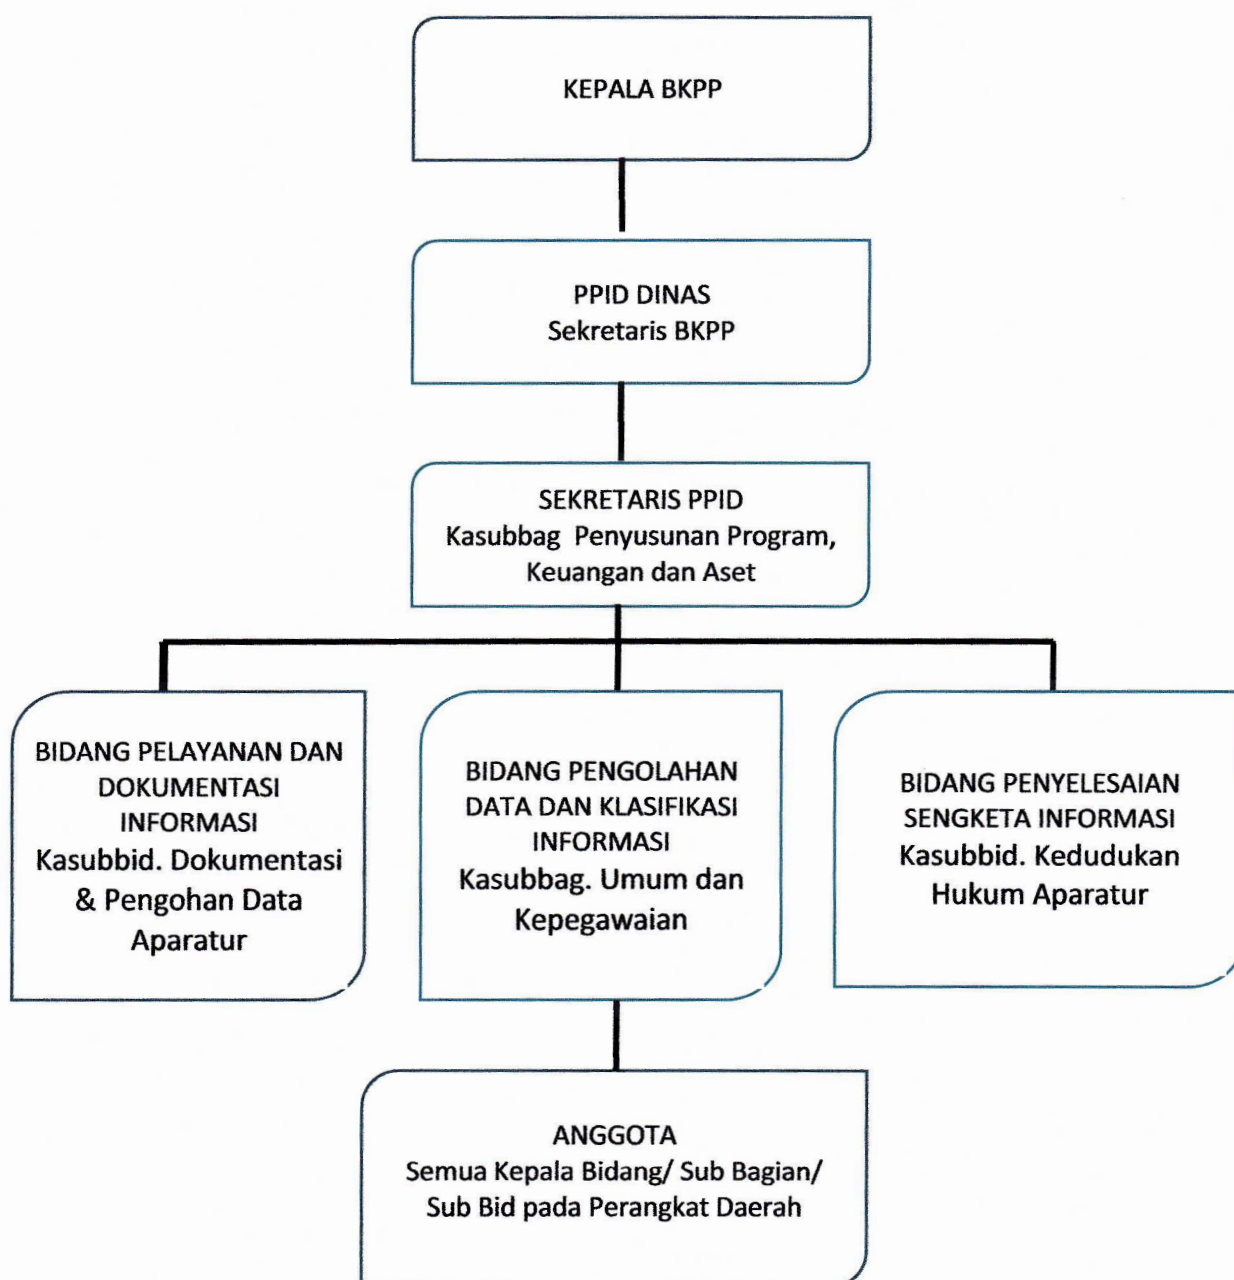 KEPALA BKPP
PPID DINAS
Sekretaris BKPP
SEKRETARIS PPID
Kasubbag Penyusunan Program,
Keuangan dan Aset
BIDANG PELAYANAN DAN
DOKUMENTASI
INFORMASI
Kasubbid. Dokumentasi
& Pengohan Data
Aparatur
BIDANG PENGOLAHAN
DATA DAN KLASIFIKASI
INFORMASI
Kasubbag. Umum dan
Kepegawaian
BIDANG PENYELESAIAN
SENGKETA INFORMASI
Kasubbid. Kedudukan
Hukum Aparatur
ANGGOTA
Semua Kepala Bidang/ Sub Bagian/
Sub Bid pada Perangkat Daerah